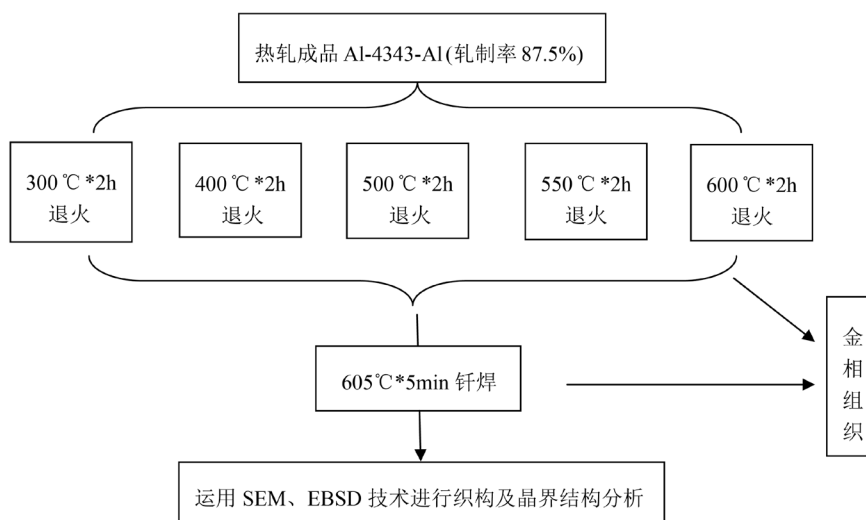 热轧成品 Al-4343-Al(轧制率 87.5%)
300℃*2h
退火
400℃*2h
退火
500℃*2h
退火
550℃*2h
退火
600℃*2h
退火
605℃*5min 钎焊
金
相
组
织
运用 SEM、EBSD 技术进行织构及晶界结构分析